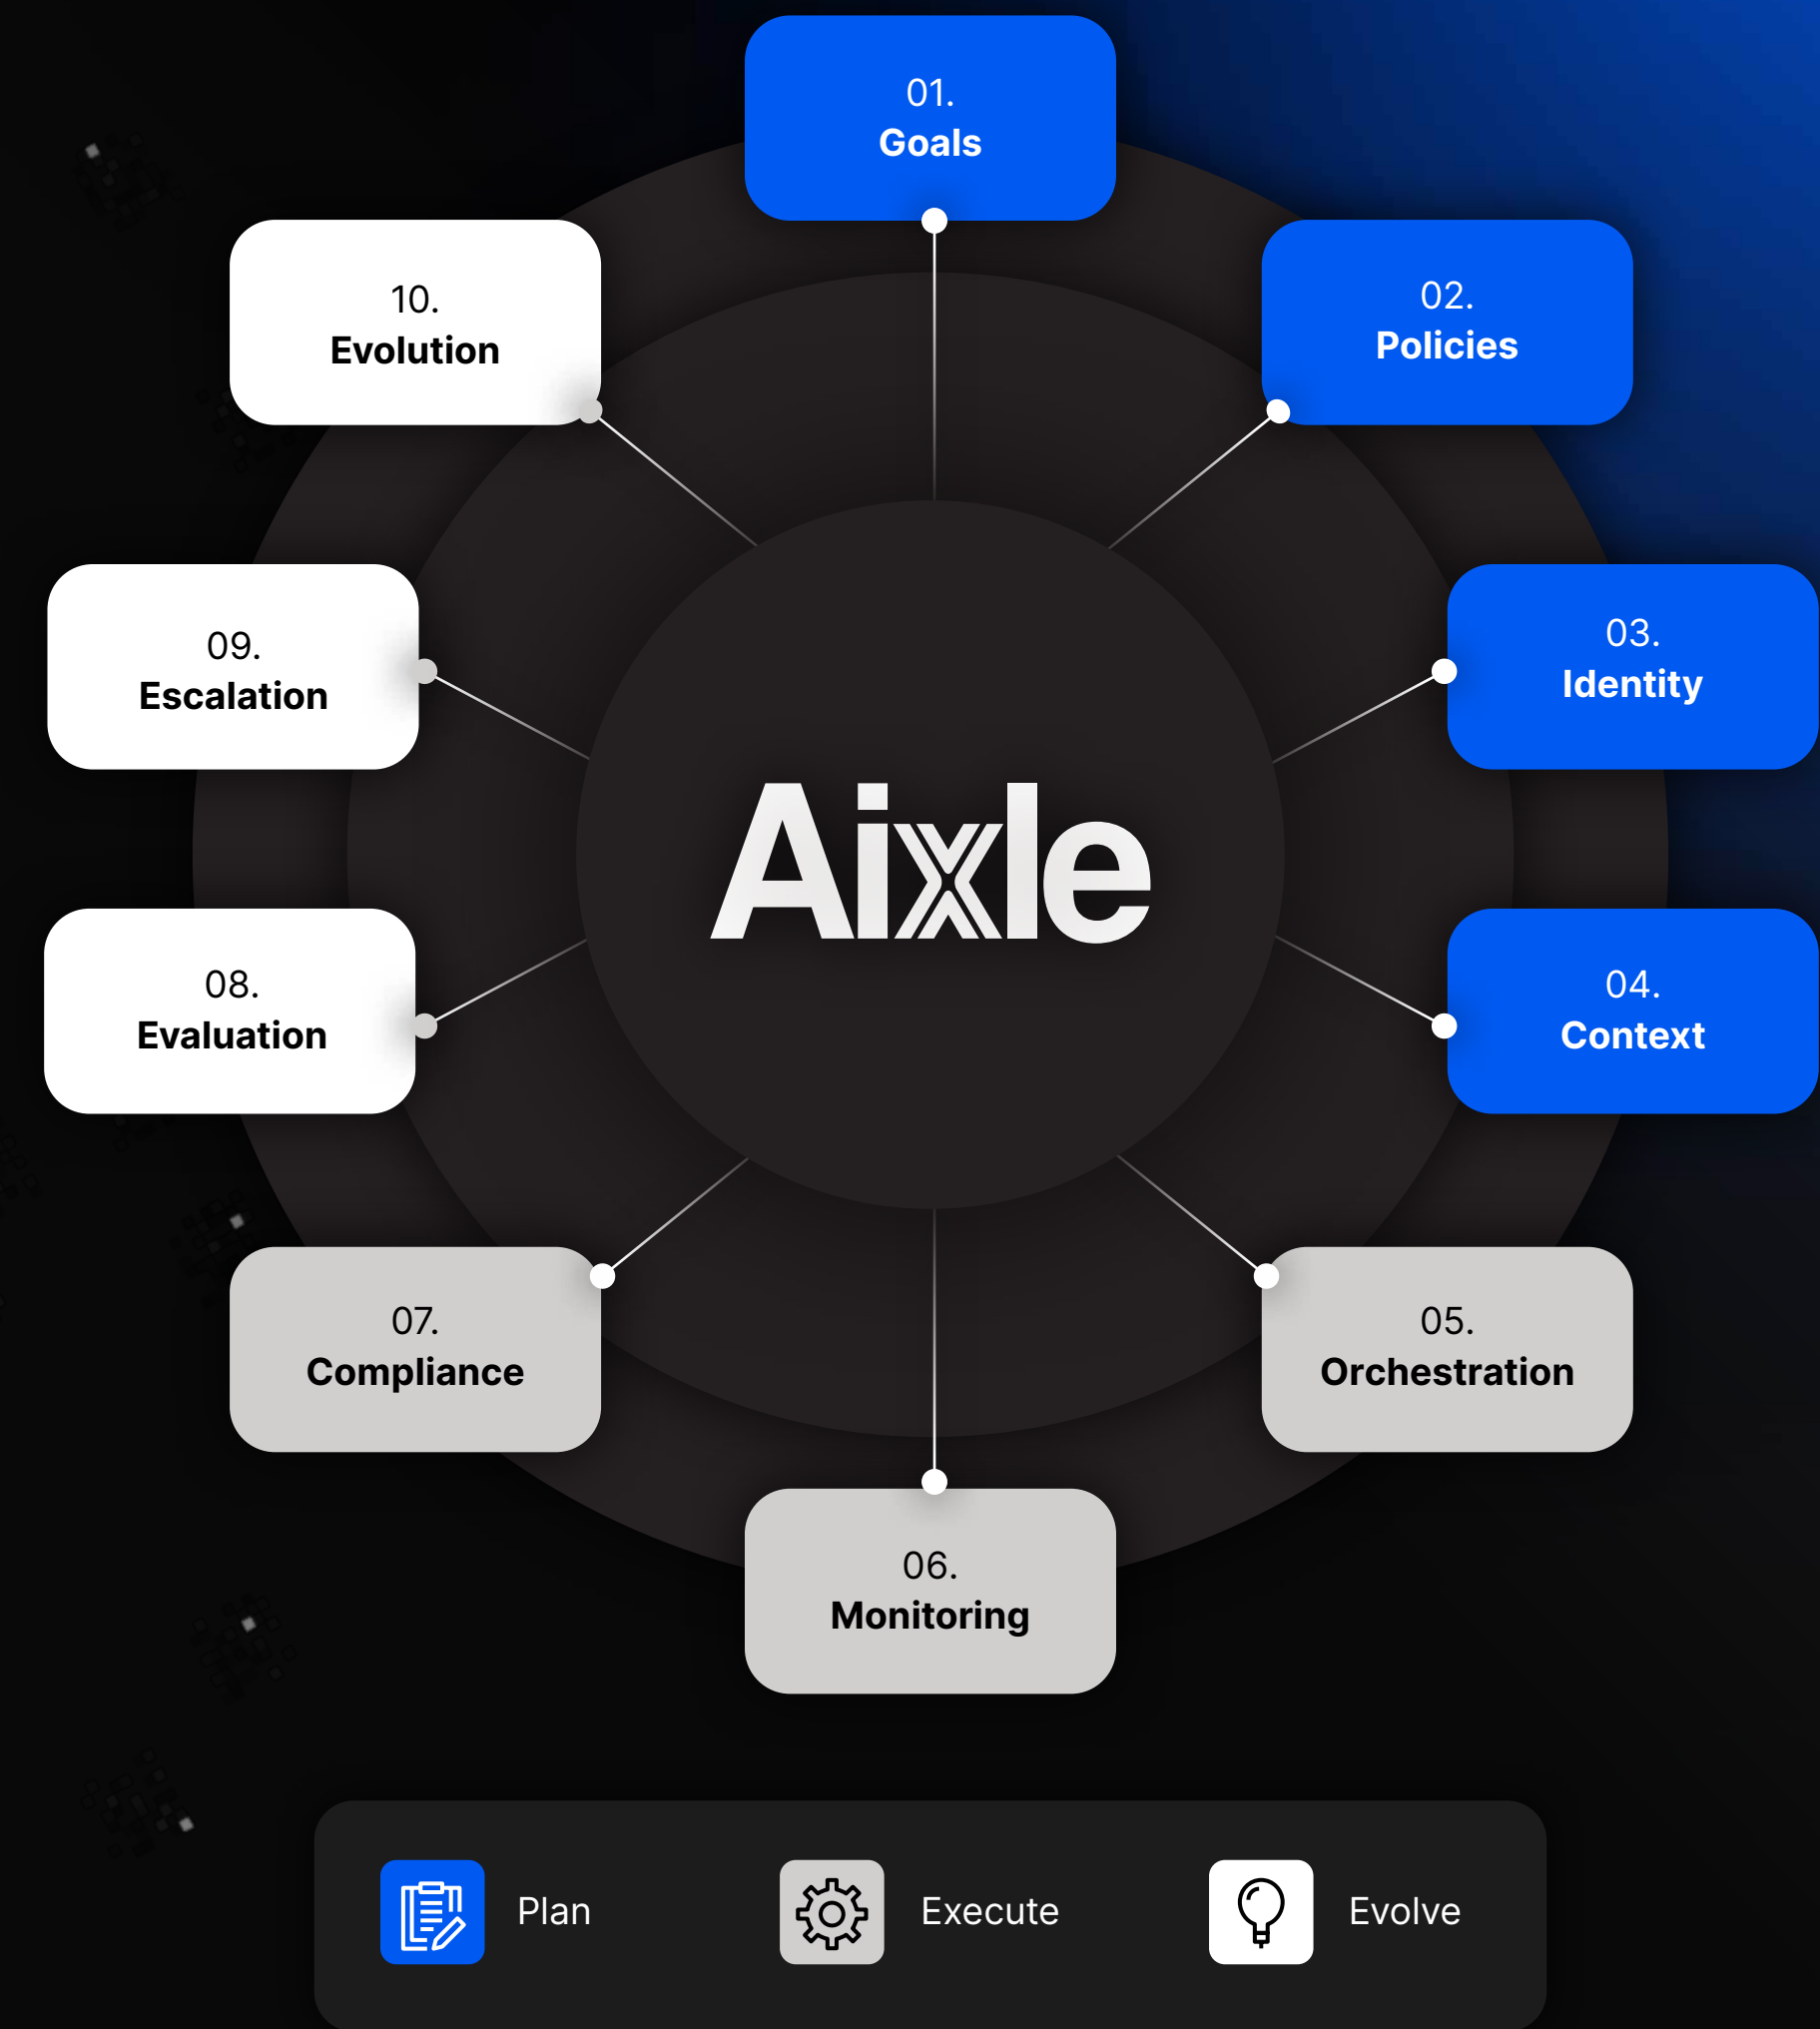 01.
Goals
02.
Policies
03.
Identity
04.
Context
05.
Orchestration
06.
Monitoring
07.
Compliance
08.
Evaluation
09.
Escalation
10.
Evolution
Aixle
Plan
Execute
Evolve